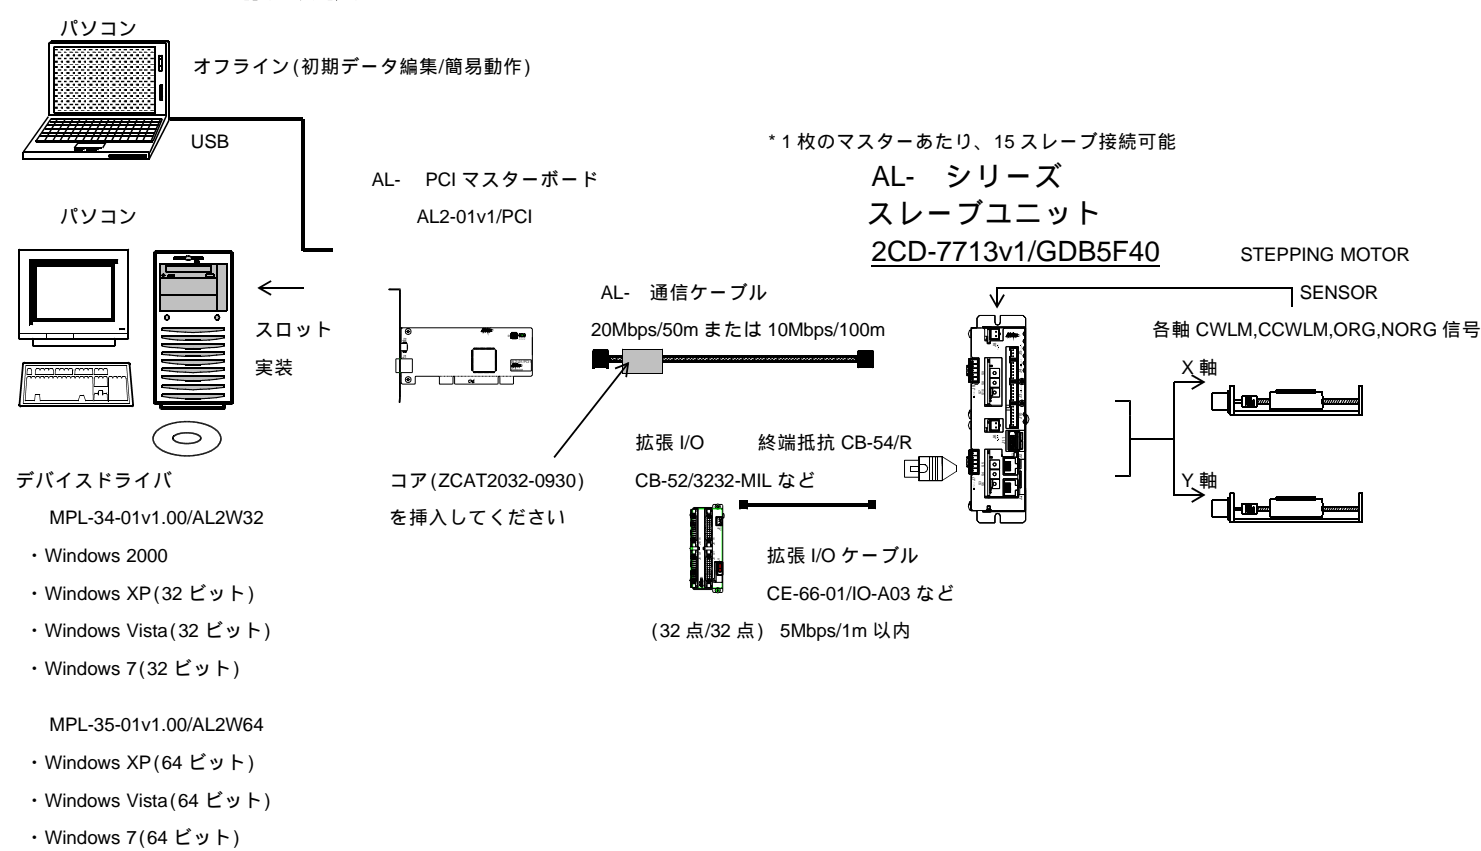 パソコン
オフライン(初期データ編集/簡易動作)
USB
*1 枚のマスターあたり、15 スレーブ接続可能
AL- PCI マスターボード
AL2-01v1/PCI
AL- シリーズ
スレーブユニット
2CD-7713v1/GDB5F40
STEPPING MOTOR
SENSOR
各軸 CWLM,CCWLM,ORG,NORG 信号
パソコン
スロット
実装
AL- 通信ケーブル
20Mbps/50m または 10Mbps/100m
X 軸
Y 軸
コア(ZCAT2032-0930)
を挿入してください
拡張 I/O
CB-52/3232-MIL など
終端抵抗 CB-54/R
拡張 I/O ケーブル
CE-66-01/IO-A03 など
(32 点/32 点) 5Mbps/1m 以内
デバイスドライバ
MPL-34-01v1.00/AL2W32
・Windows 2000
・Windows XP(32 ビット)
・Windows Vista(32 ビット)
・Windows 7(32 ビット)
MPL-35-01v1.00/AL2W64
・Windows XP(64 ビット)
・Windows Vista(64 ビット)
・Windows 7(64 ビット)